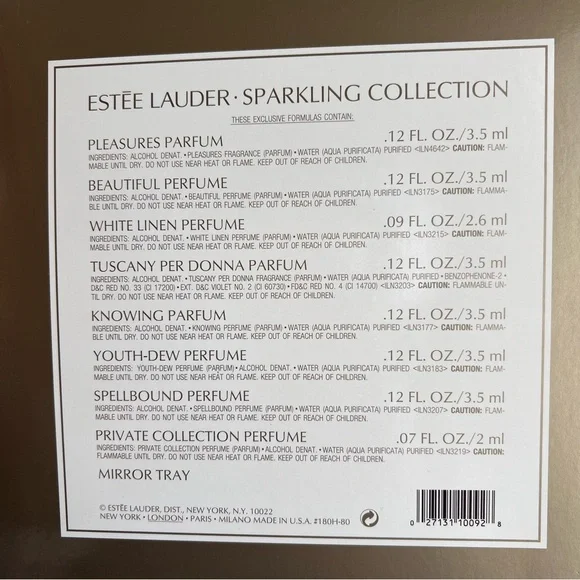 ESTÉE LAUDER · SPARKLING COLLECTION
THESE EXCLUSIVE FORMULAS CONTAIN:
PLEASURES PARFUM .12 FL. OZ./3.5 ml
INGREDIENTS: ALCOHOL DENAT. • PLEASURES FRAGRANCE (PARFUM) • WATER (AQUA PURIFICATA) PURIFIED <ILN4642> CAUTION: FLAM-
MABLE UNTIL DRY. DO NOT USE NEAR HEAT OR FLAME. KEEP OUT OF REACH OF CHILDREN.
BEAUTIFUL PERFUME .12 FL. OZ./3.5 ml
INGREDIENTS: ALCOHOL DENAT. • BEAUTIFUL PERFUME (PARFUM) • WATER (AQUA PURIFICATA) PURIFIED <ILN3175> CAUTION: FLAMMA-
BLE UNTIL DRY. DO NOT USE NEAR HEAT OR FLAME. KEEP OUT OF REACH OF CHILDREN.
WHITE LINEN PERFUME .09 FL. OZ./2.6 ml
INGREDIENTS: ALCOHOL DENAT. • WHITE LINEN PERFUME (PARFUM) • WATER (AQUA PURIFICATA) PURIFIED <ILN3215> CAUTION: FLAM-
MABLE UNTIL DRY. DO NOT USE NEAR HEAT OR FLAME. KEEP OUT OF REACH OF CHILDREN.
TUSCANY PER DONNA PARFUM .12 FL. OZ./3.5 ml
INGREDIENTS: ALCOHOL DENAT. • TUSCANY PER DONNA FRAGRANCE (PARFUM) • WATER (AQUA PURIFICATA) PURIFIED • BENZOPHENONE-2 •
D&C RED NO. 33 (CI 17200) • EXT. D&C VIOLET NO. 2 (CI 60730) • FD&C RED NO. 4 (CI 14700) <ILN3203> CAUTION: FLAMMABLE UN-
TIL DRY. DO NOT USE NEAR HEAT OR FLAME. KEEP OUT OF REACH OF CHILDREN.
KNOWING PARFUM .12 FL. OZ./3.5 ml
INGREDIENTS: ALCOHOL DENAT. • KNOWING PERFUME (PARFUM) • WATER (AQUA PURIFICATA) PURIFIED <ILN3177> CAUTION: FLAMMA-
BLE UNTIL DRY. DO NOT USE NEAR HEAT OR FLAME. KEEP OUT OF REACH OF CHILDREN.
YOUTH-DEW PERFUME .12 FL. OZ./3.5 ml
INGREDIENTS: YOUTH-DEW PERFUME (PARFUM) • ALCOHOL DENAT. • WATER (AQUA PURIFICATA) PURIFIED <ILN3183> CAUTION: FLAM-
MABLE UNTIL DRY. DO NOT USE NEAR HEAT OR FLAME. KEEP OUT OF REACH OF CHILDREN.
SPELLBOUND PERFUME .12 FL. OZ./3.5 ml
INGREDIENTS: ALCOHOL DENAT. • SPELLBOUND PERFUME (PARFUM) • WATER (AQUA PURIFICATA) PURIFIED <ILN3207> CAUTION: FLAM-
MABLE UNTIL DRY. DO NOT USE NEAR HEAT OR FLAME. KEEP OUT OF REACH OF CHILDREN.
PRIVATE COLLECTION PERFUME .07 FL. OZ./2 ml
INGREDIENTS: PRIVATE COLLECTION PERFUME (PARFUM) • ALCOHOL DENAT. • WATER (AQUA PURIFICATA) PURIFIED <ILN3219> CAUTION:
FLAMMABLE UNTIL DRY. DO NOT USE NEAR HEAT OR FLAME. KEEP OUT OF REACH OF CHILDREN.
MIRROR TRAY
© ESTÉE LAUDER, DIST., NEW YORK, N.Y. 10022
NEW YORK • LONDON • PARIS • MILANO MADE IN U.S.A. #180H-80
0 27131 10092 8